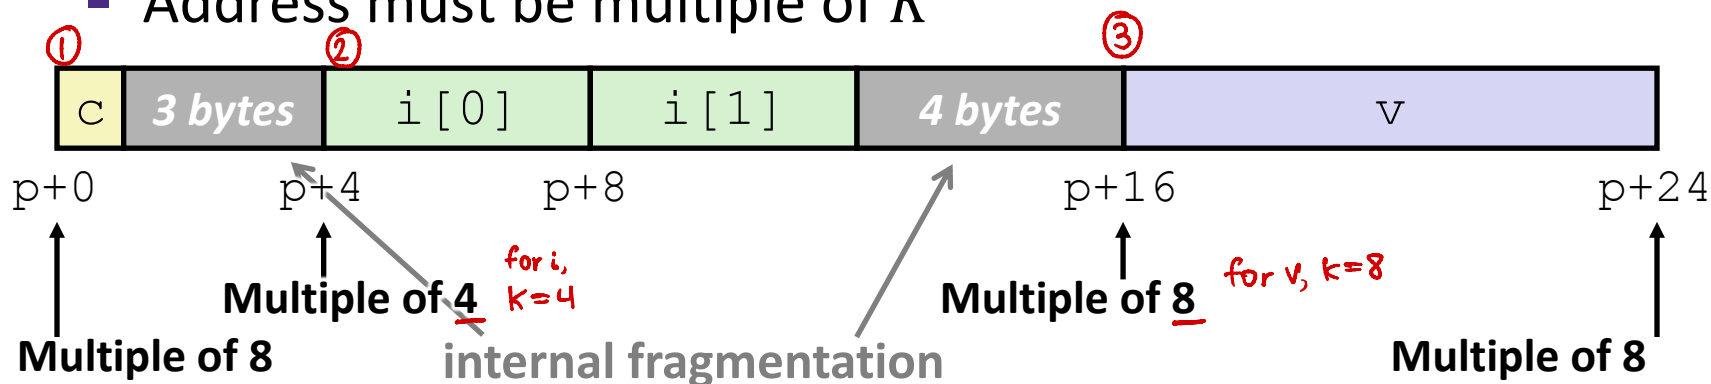 Address must be multiple of K
① ② ③
c 3 bytes i[0] i[1] 4 bytes v
p+0 p+4 p+8 p+16 p+24
for i,
Multiple of 4 k=4 Multiple of 8 for v, k=8
Multiple of 8 internal fragmentation Multiple of 8